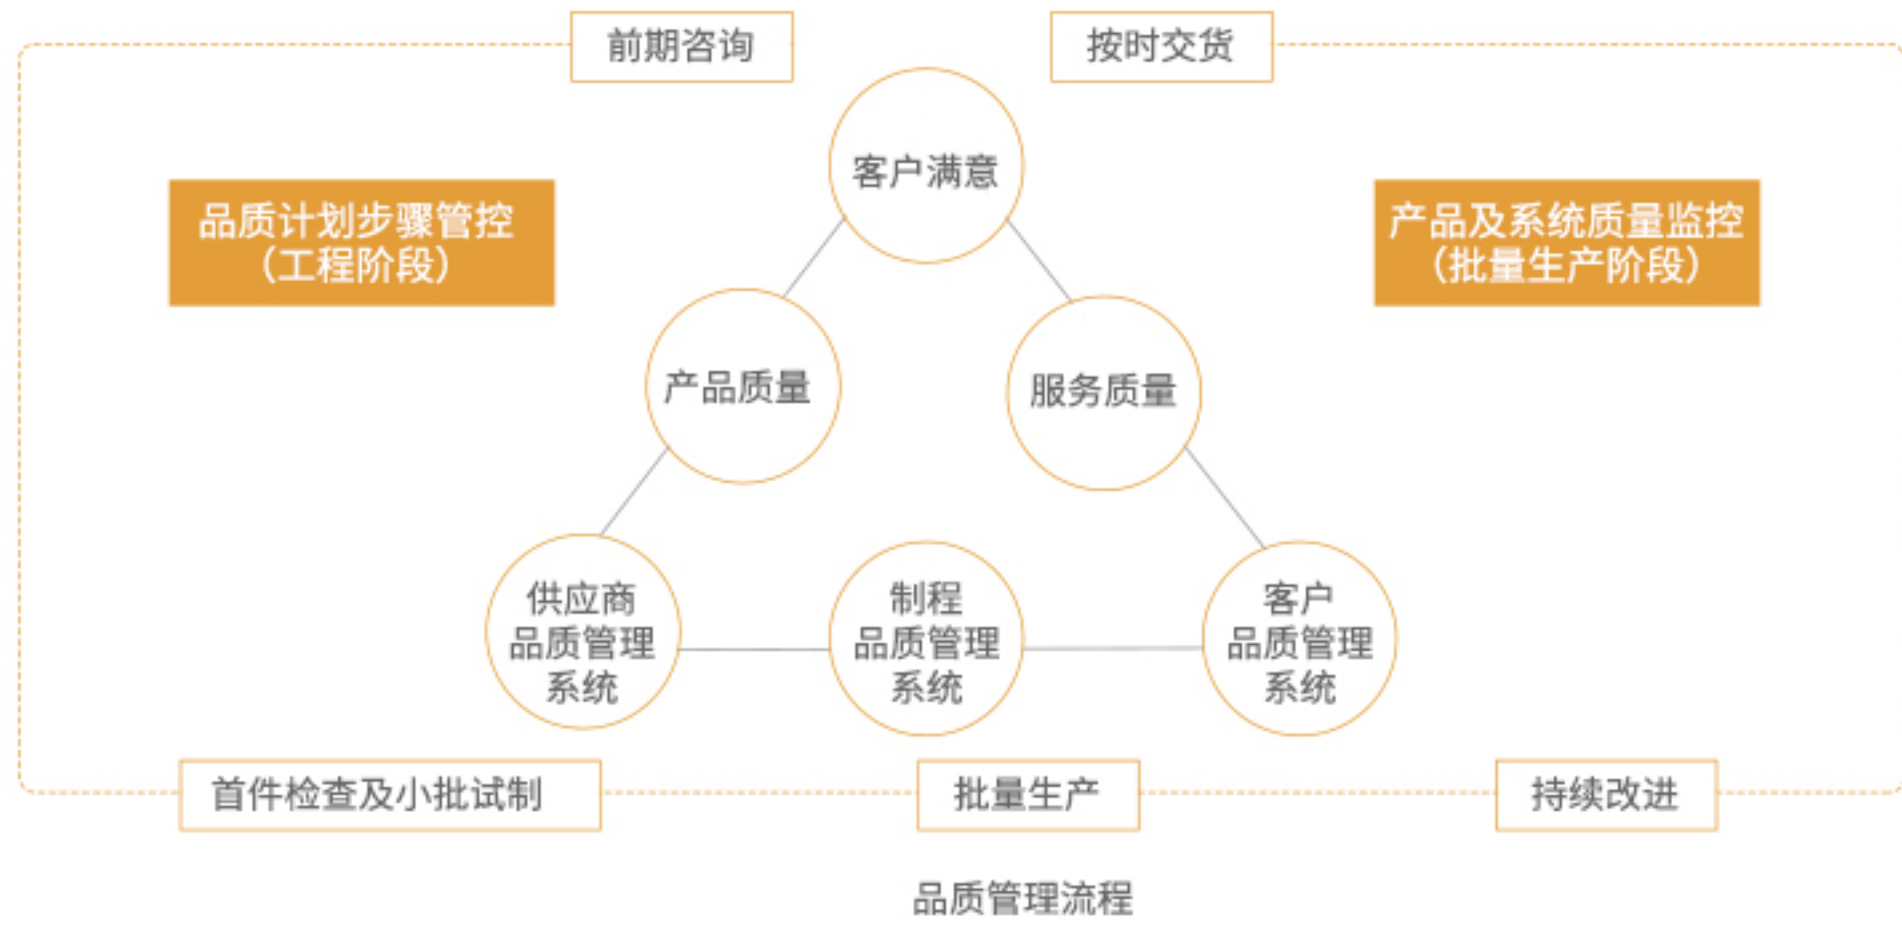 前期咨询
按时交货
客户满意
品质计划步骤管控
（工程阶段）
产品及系统质量监控
（批量生产阶段）
产品质量
服务质量
供应商
品质管理
系统
制程
品质管理
系统
客户
品质管理
系统
首件检查及小批试制
批量生产
持续改进
品质管理流程